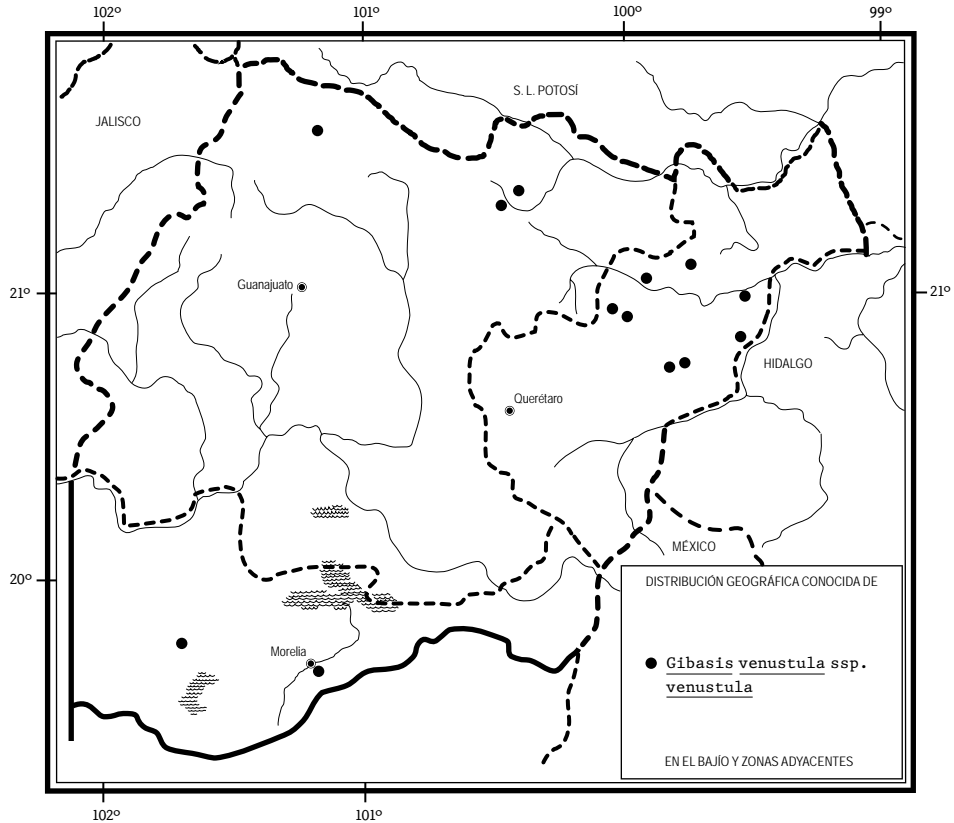 102º
101º
100º
99º
S. L. POTOSÍ
JALISCO
Guanajuato
21º
21º
HIDALGO
Querétaro
MÉXICO
20º
DISTRIBUCIÓN GEOGRÁFICA CONOCIDA DE
Morelia
Gibasis venustula ssp.
venustula
EN EL BAJÍO Y ZONAS ADYACENTES
102º
101º